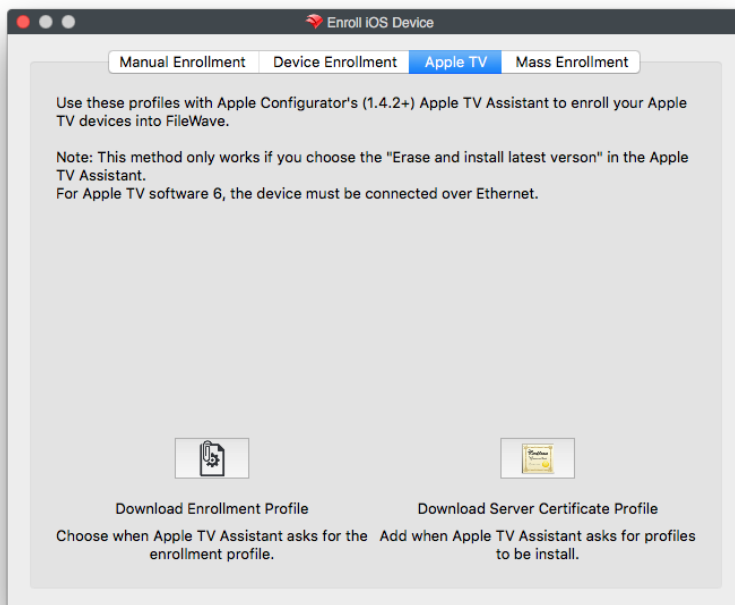 Enroll iOS Device
Manual Enrollment
Device Enrollment
Apple TV
Mass Enrollment
Use these profiles with Apple Configurator's (1.4.2+) Apple TV Assistant to enroll your Apple
TV devices into FileWave.
Note: This method only works if you choose the "Erase and install latest verson" in the Apple
TV Assistant.
For Apple TV software 6, the device must be connected over Ethernet.
Download Enrollment Profile
Choose when Apple TV Assistant asks for the
enrollment profile.
Download Server Certificate Profile
Add when Apple TV Assistant asks for profiles
to be install.